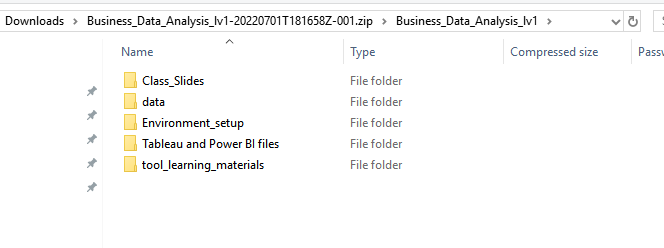 Downloads > Business_Data_Analysis_lv1-20220701T181658Z-001.zip > Business_Data_Analysis_lv1 >
Name Type Compressed size Passw
Class_Slides File folder
data File folder
Environment_setup File folder
Tableau and Power BI files File folder
tool_learning_materials File folder